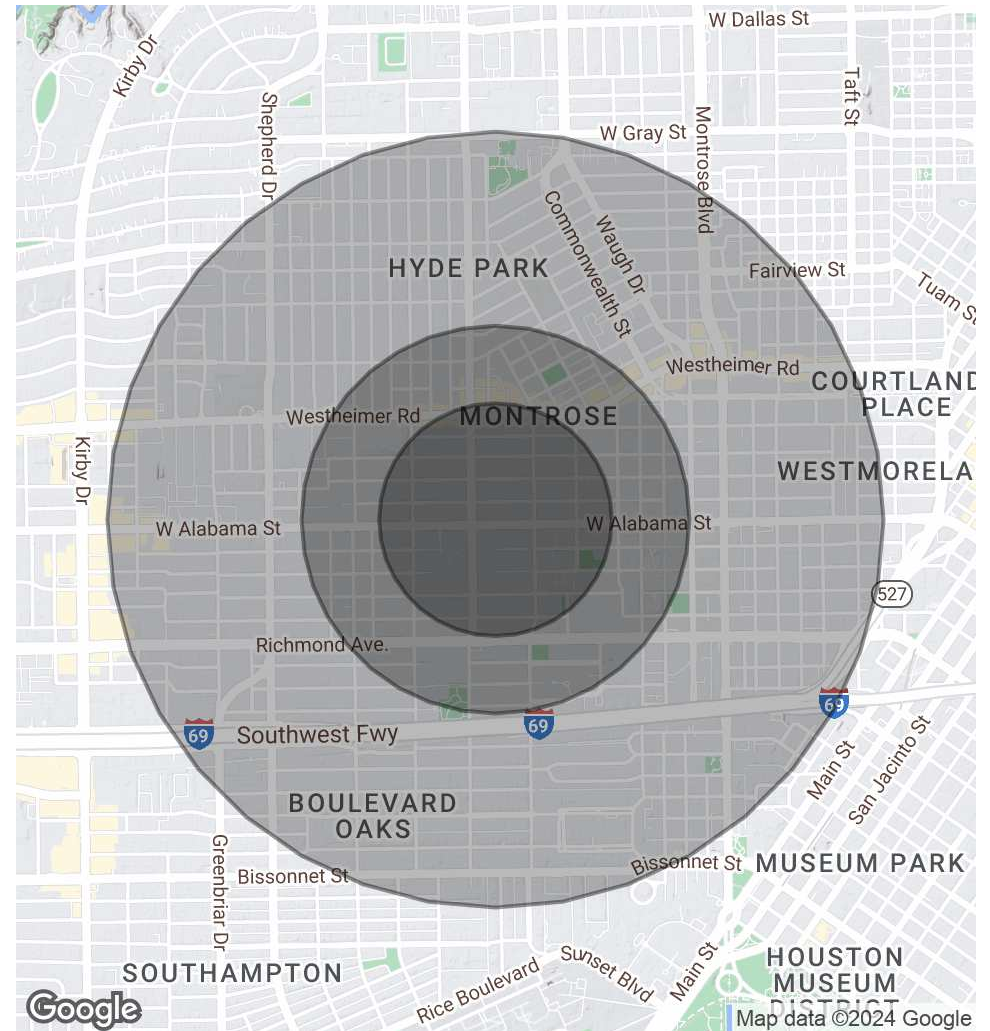 W Dallas St
Kirby Dr
Taft St
Shepherd Dr
Montrose Blvd
W Gray St
Commonwealth St
Waugh Dr
HYDE PARK
Fairview St
Tuam St
Westheimer Rd
COURTLAND
PLACE
Westheimer Rd
MONTROSE
Kirby Dr
WESTMORELA
W Alabama St
W Alabama St
527
Richmond Ave.
69
69
69
Southwest Fwy
Main St
San Jacinto St
BOULEVARD
OAKS
Greenbriar Dr
Bissonnet St
Bissonnet St
MUSEUM PARK
SOUTHAMPTON
Rice Boulevard
Sunset Blvd
Main St
HOUSTON
MUSEUM
DISTRICT
Google
Map data ©2024 Google